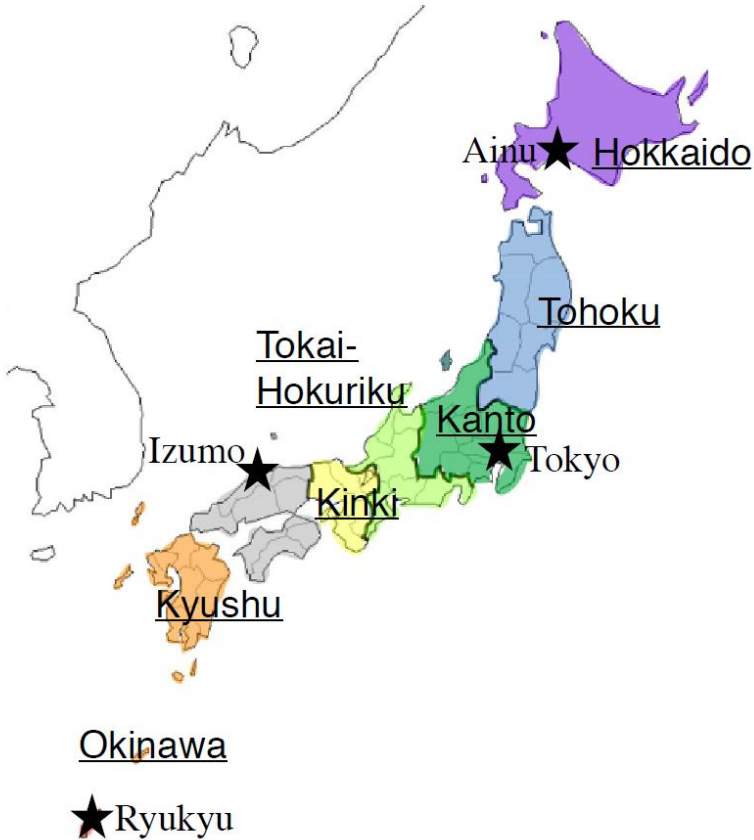 Ainu
Hokkaido
Tohoku
Tokai-
Hokuriku
Kanto
Izumo
Tokyo
Kinki
Kyushu
Okinawa
Ryukyu